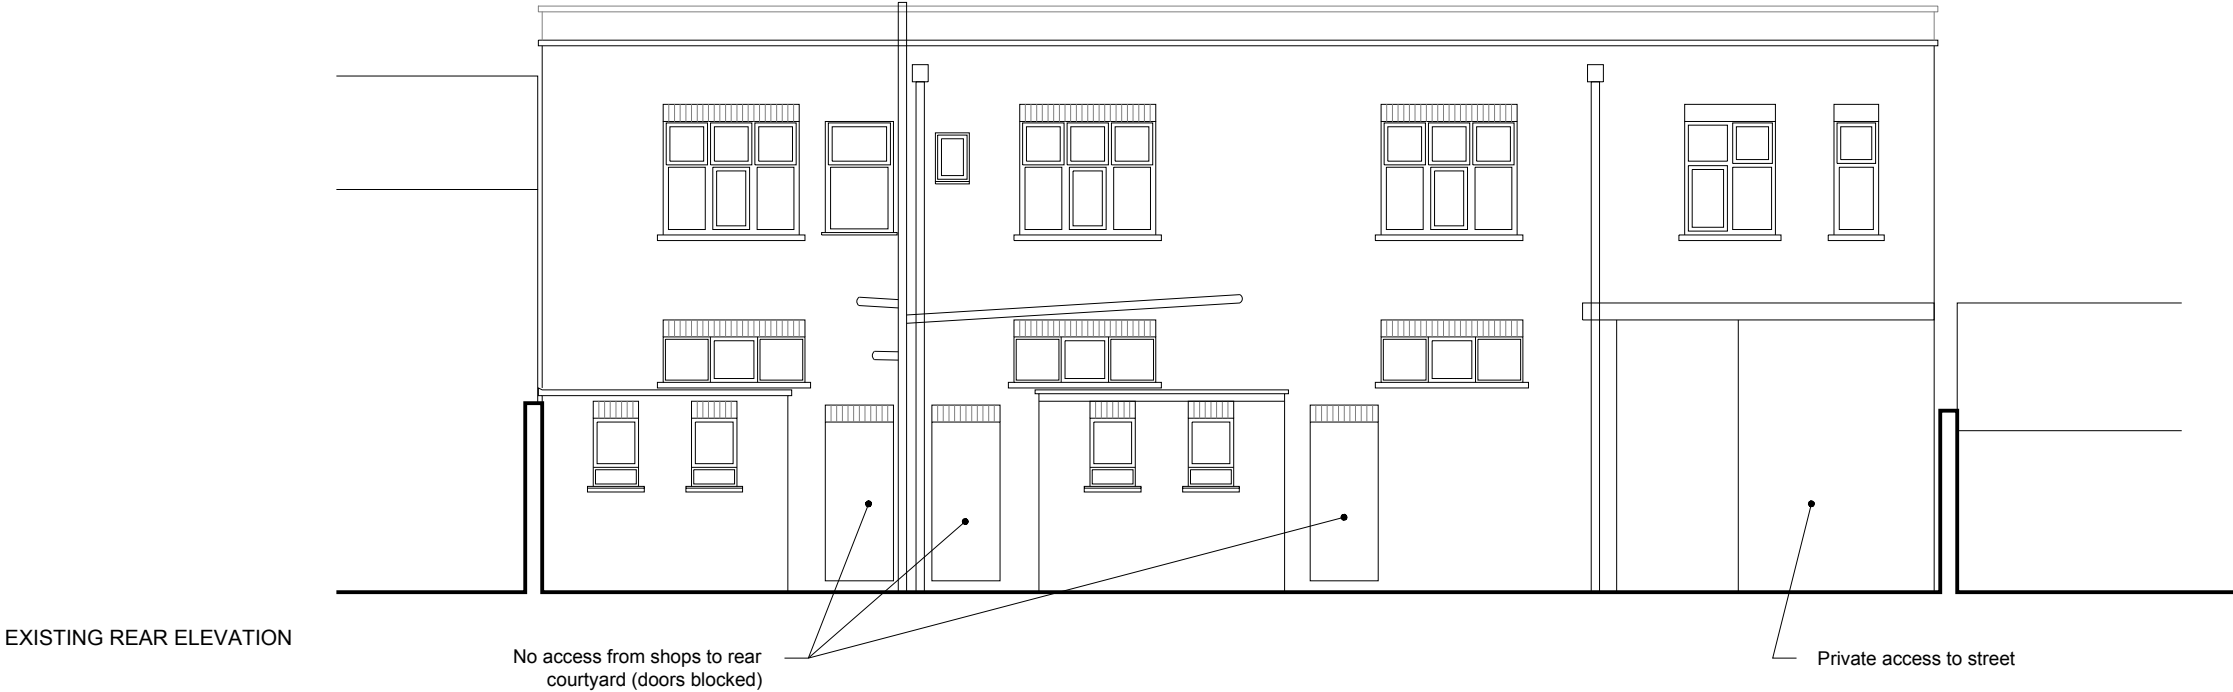 EXISTING REAR ELEVATION
No access from shops to rear
courtyard (doors blocked)
Private access to street